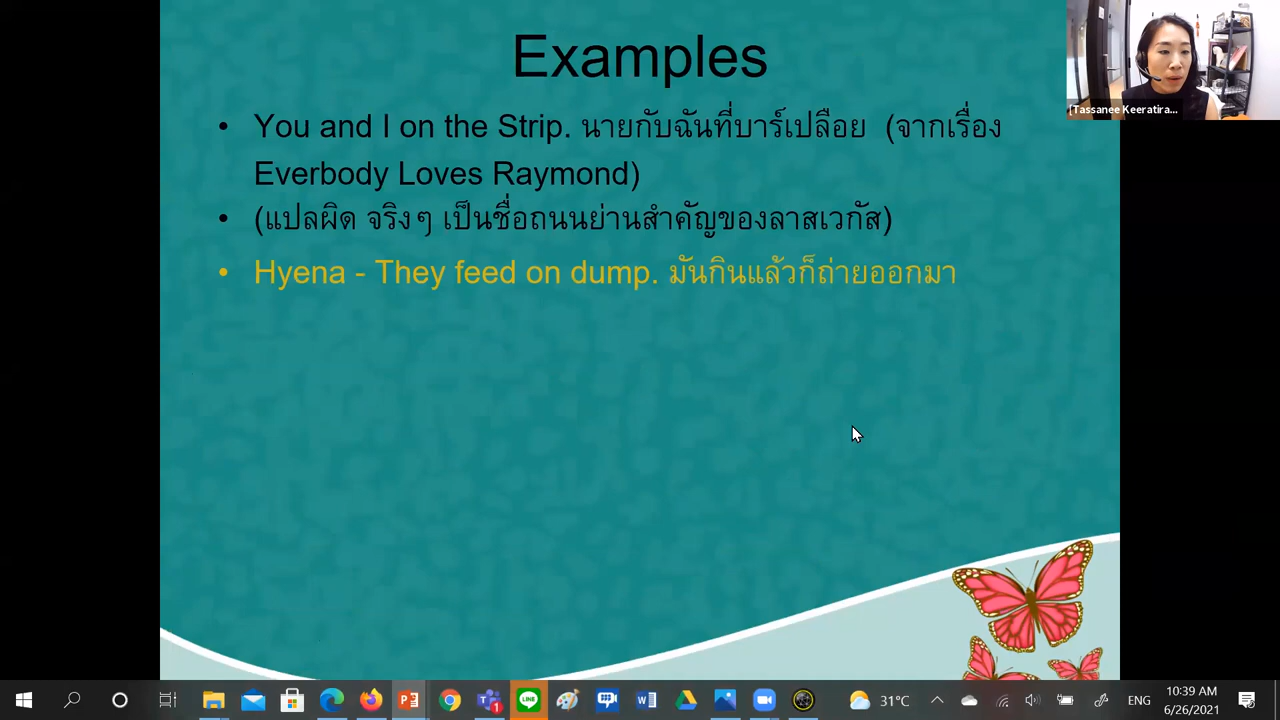 Examples
• You and I on the Strip. นายกับฉันที่บาร์เปลือย (จากเรื่อง
Everbody Loves Raymond)
• (แปลผิด จริงๆ เป็นชื่อถนนย่านสำคัญของลาสเวกัส)
• Hyena - They feed on dump. มันกินแล้วก็ถ่ายออกมา
[Tassanee Keeratira...
31°C
ENG
10:39 AM
6/26/2021